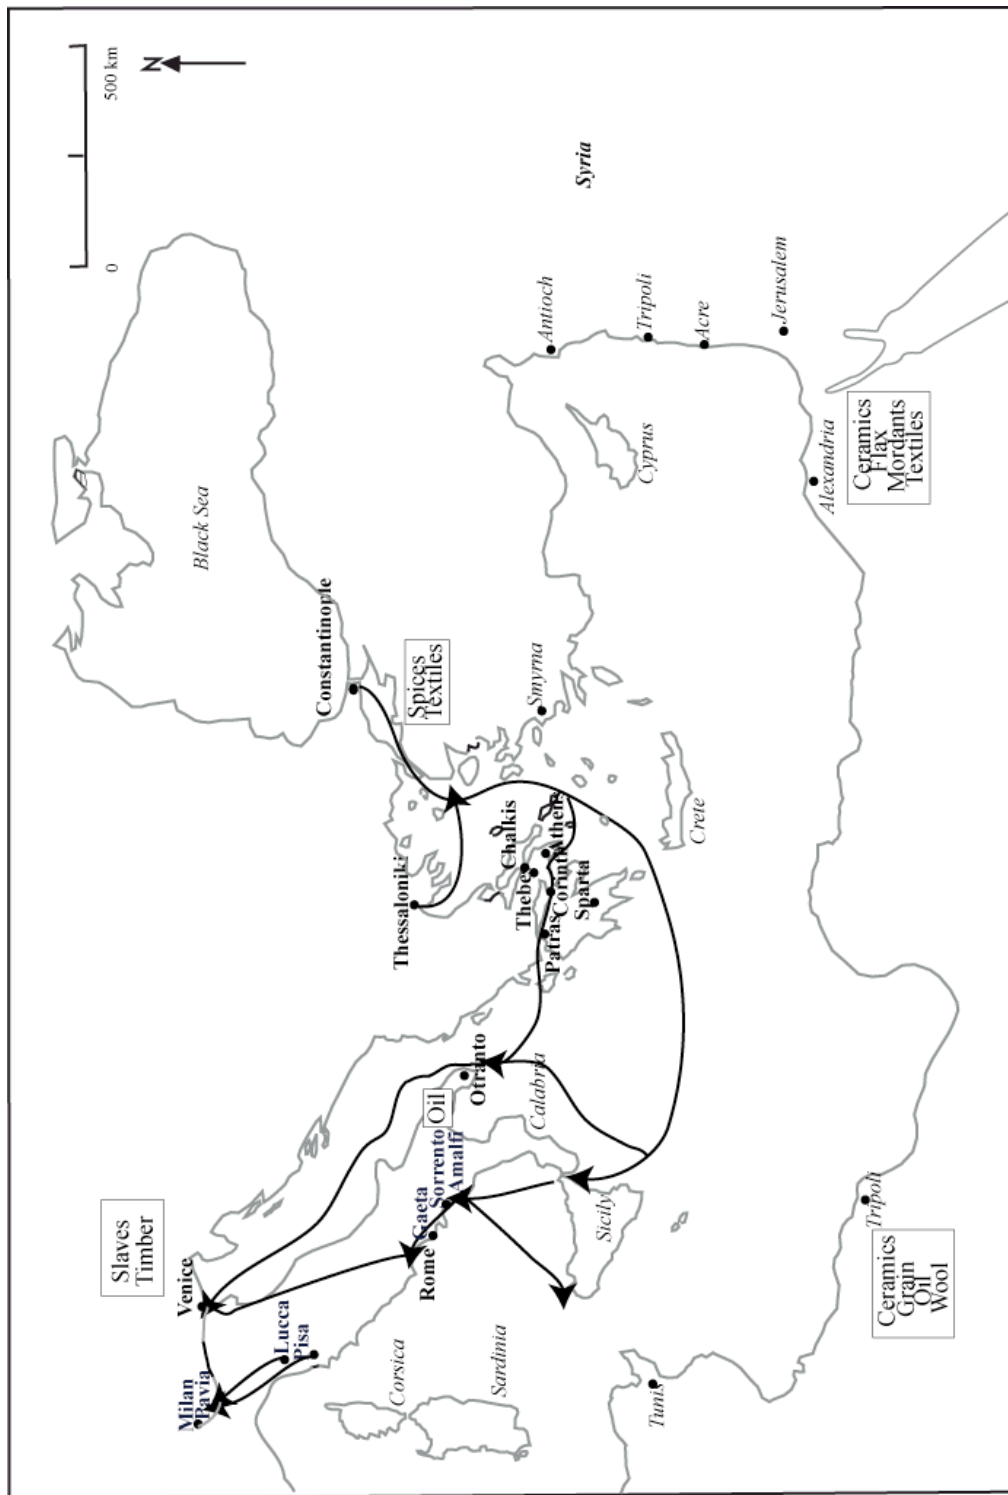 0
500 km
N
Slaves
Timber
Venice
Milan
Pavia
Black Sea
Lucca
Pisa
Constantinople
Corsica
Thessaloniki
Spices
Textiles
Gaeta
Rome
Sorrento
Oil
Amalfi
Otranto
Sardinia
Chalkis
Thebes
Smyrna
Calabria
Antioch
Patras
Athens
Corinth
Sparta
Syria
Sicily
Tripoli
Cyprus
Tunis
Crete
Acre
Jerusalem
Alexandria
Tripoli
Ceramics
Flax
Mordants
Textiles
Ceramics
Grain
Oil
Wool